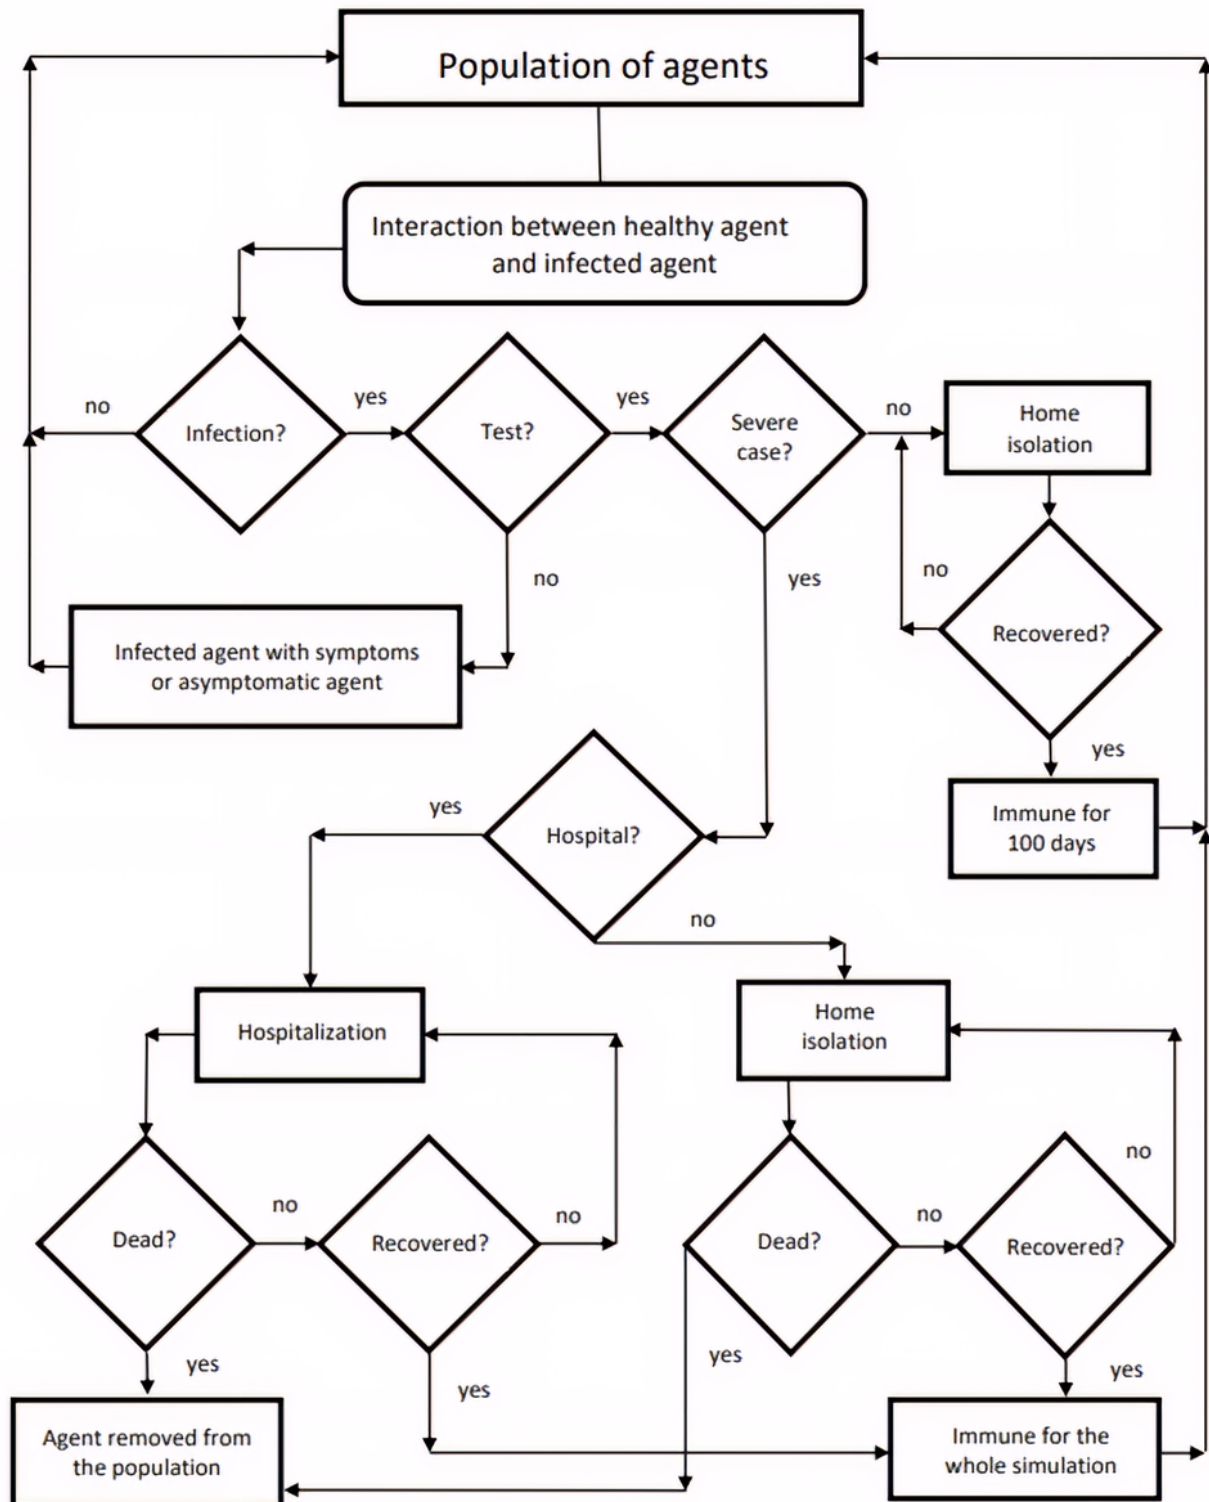 Population of agents
Interaction between healthy agent
and infected agent
no
Infection?
yes
Test?
yes
Severe
case?
no
Home
isolation
no
yes
no
Recovered?
Infected agent with symptoms
or asymptomatic agent
yes
Immune for
100 days
yes
Hospital?
no
Hospitalization
Home
isolation
Dead?
no
Recovered?
no
Dead?
no
Recovered?
no
yes
yes
yes
yes
Agent removed from
the population
Immune for the
whole simulation